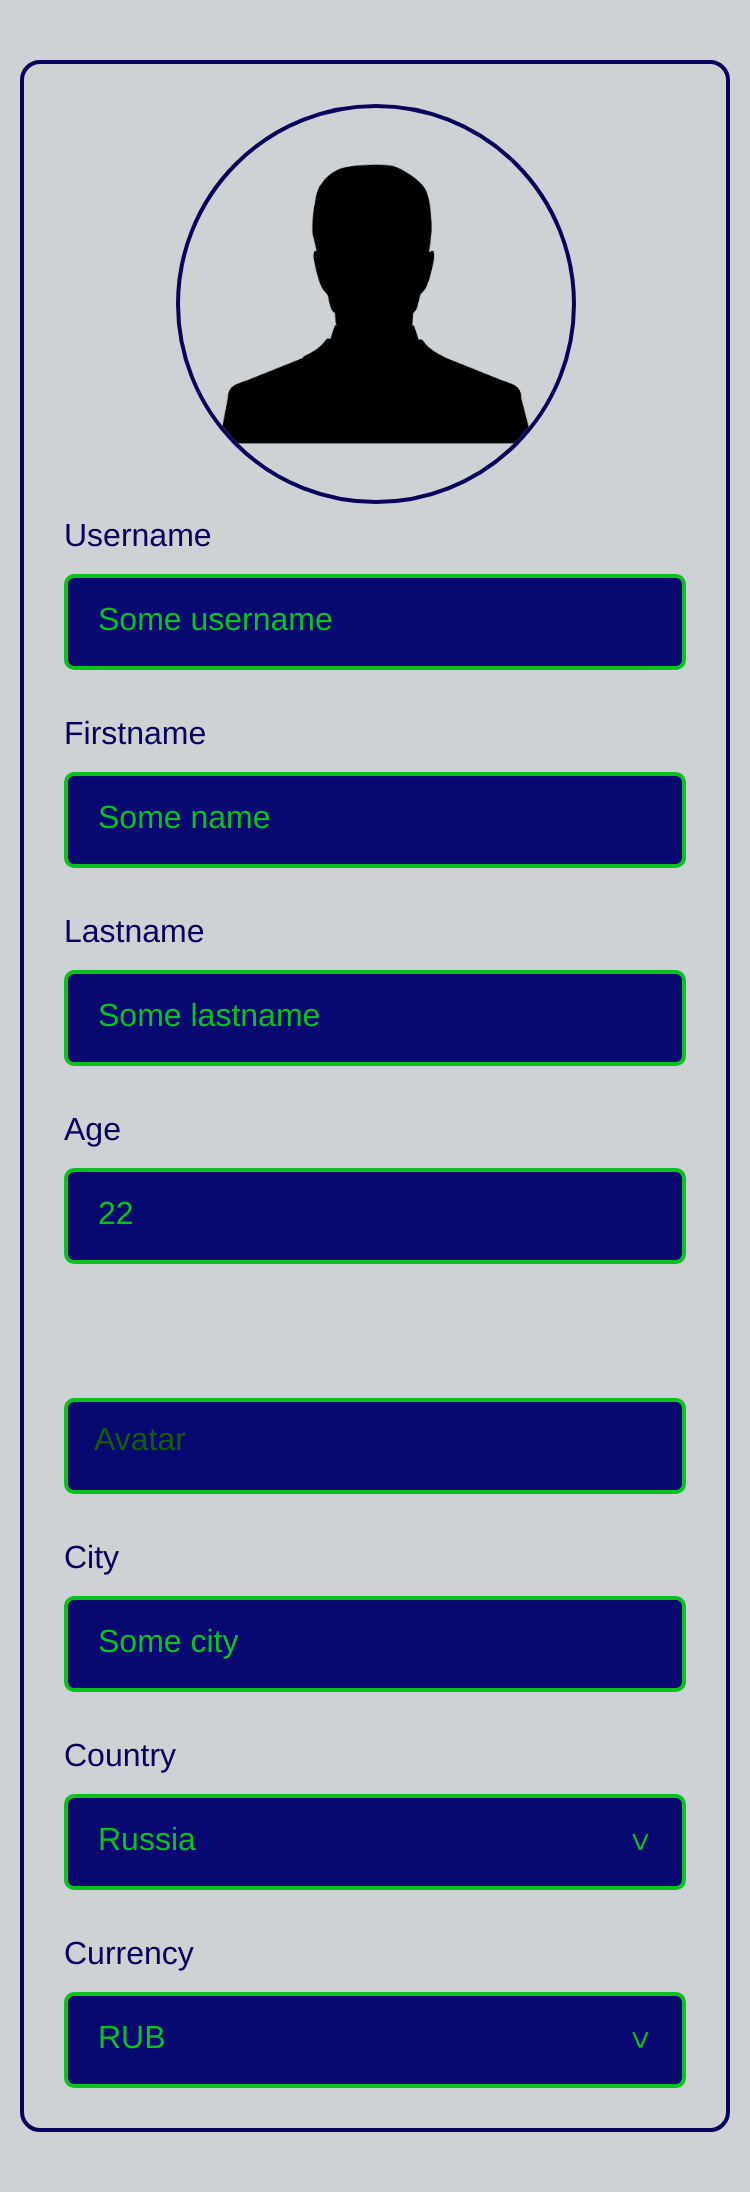 Username
Some username
Firstname
Some name
Lastname
Some lastname
Age
22
Avatar
City
Some city
Country
Russia
Currency
RUB